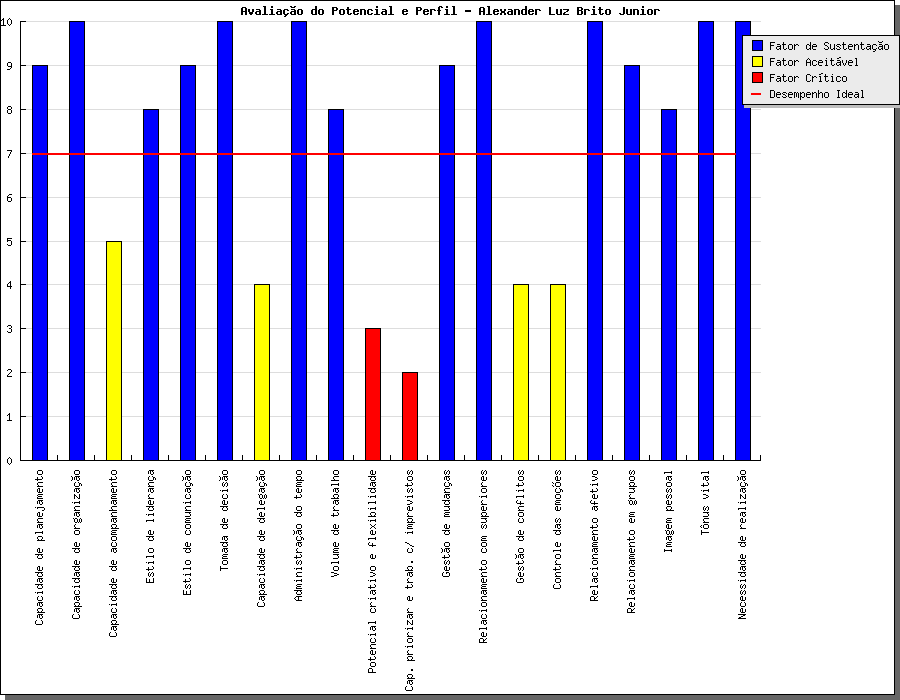 Avaliação do Potencial e Perfil - Alexander Luz Brito Junior
10
9
8
7
6
5
4
3
2
1
0
Fator de Sustentação
Fator Aceitável
Fator Crítico
Desempenho Ideal
Capacidade de planejamento
Capacidade de organização
Capacidade de acompanhamento
Estilo de liderança
Estilo de comunicação
Tomada de decisão
Capacidade de delegação
Administração do tempo
Volume de trabalho
Potencial criativo e flexibilidade
Cap. priorizar e trab. c/ imprevistos
Gestão de mudanças
Relacionamento com superiores
Gestão de conflitos
Controle das emoções
Relacionamento afetivo
Relacionamento em grupos
Imagem pessoal
Tônus vital
Necessidade de realização